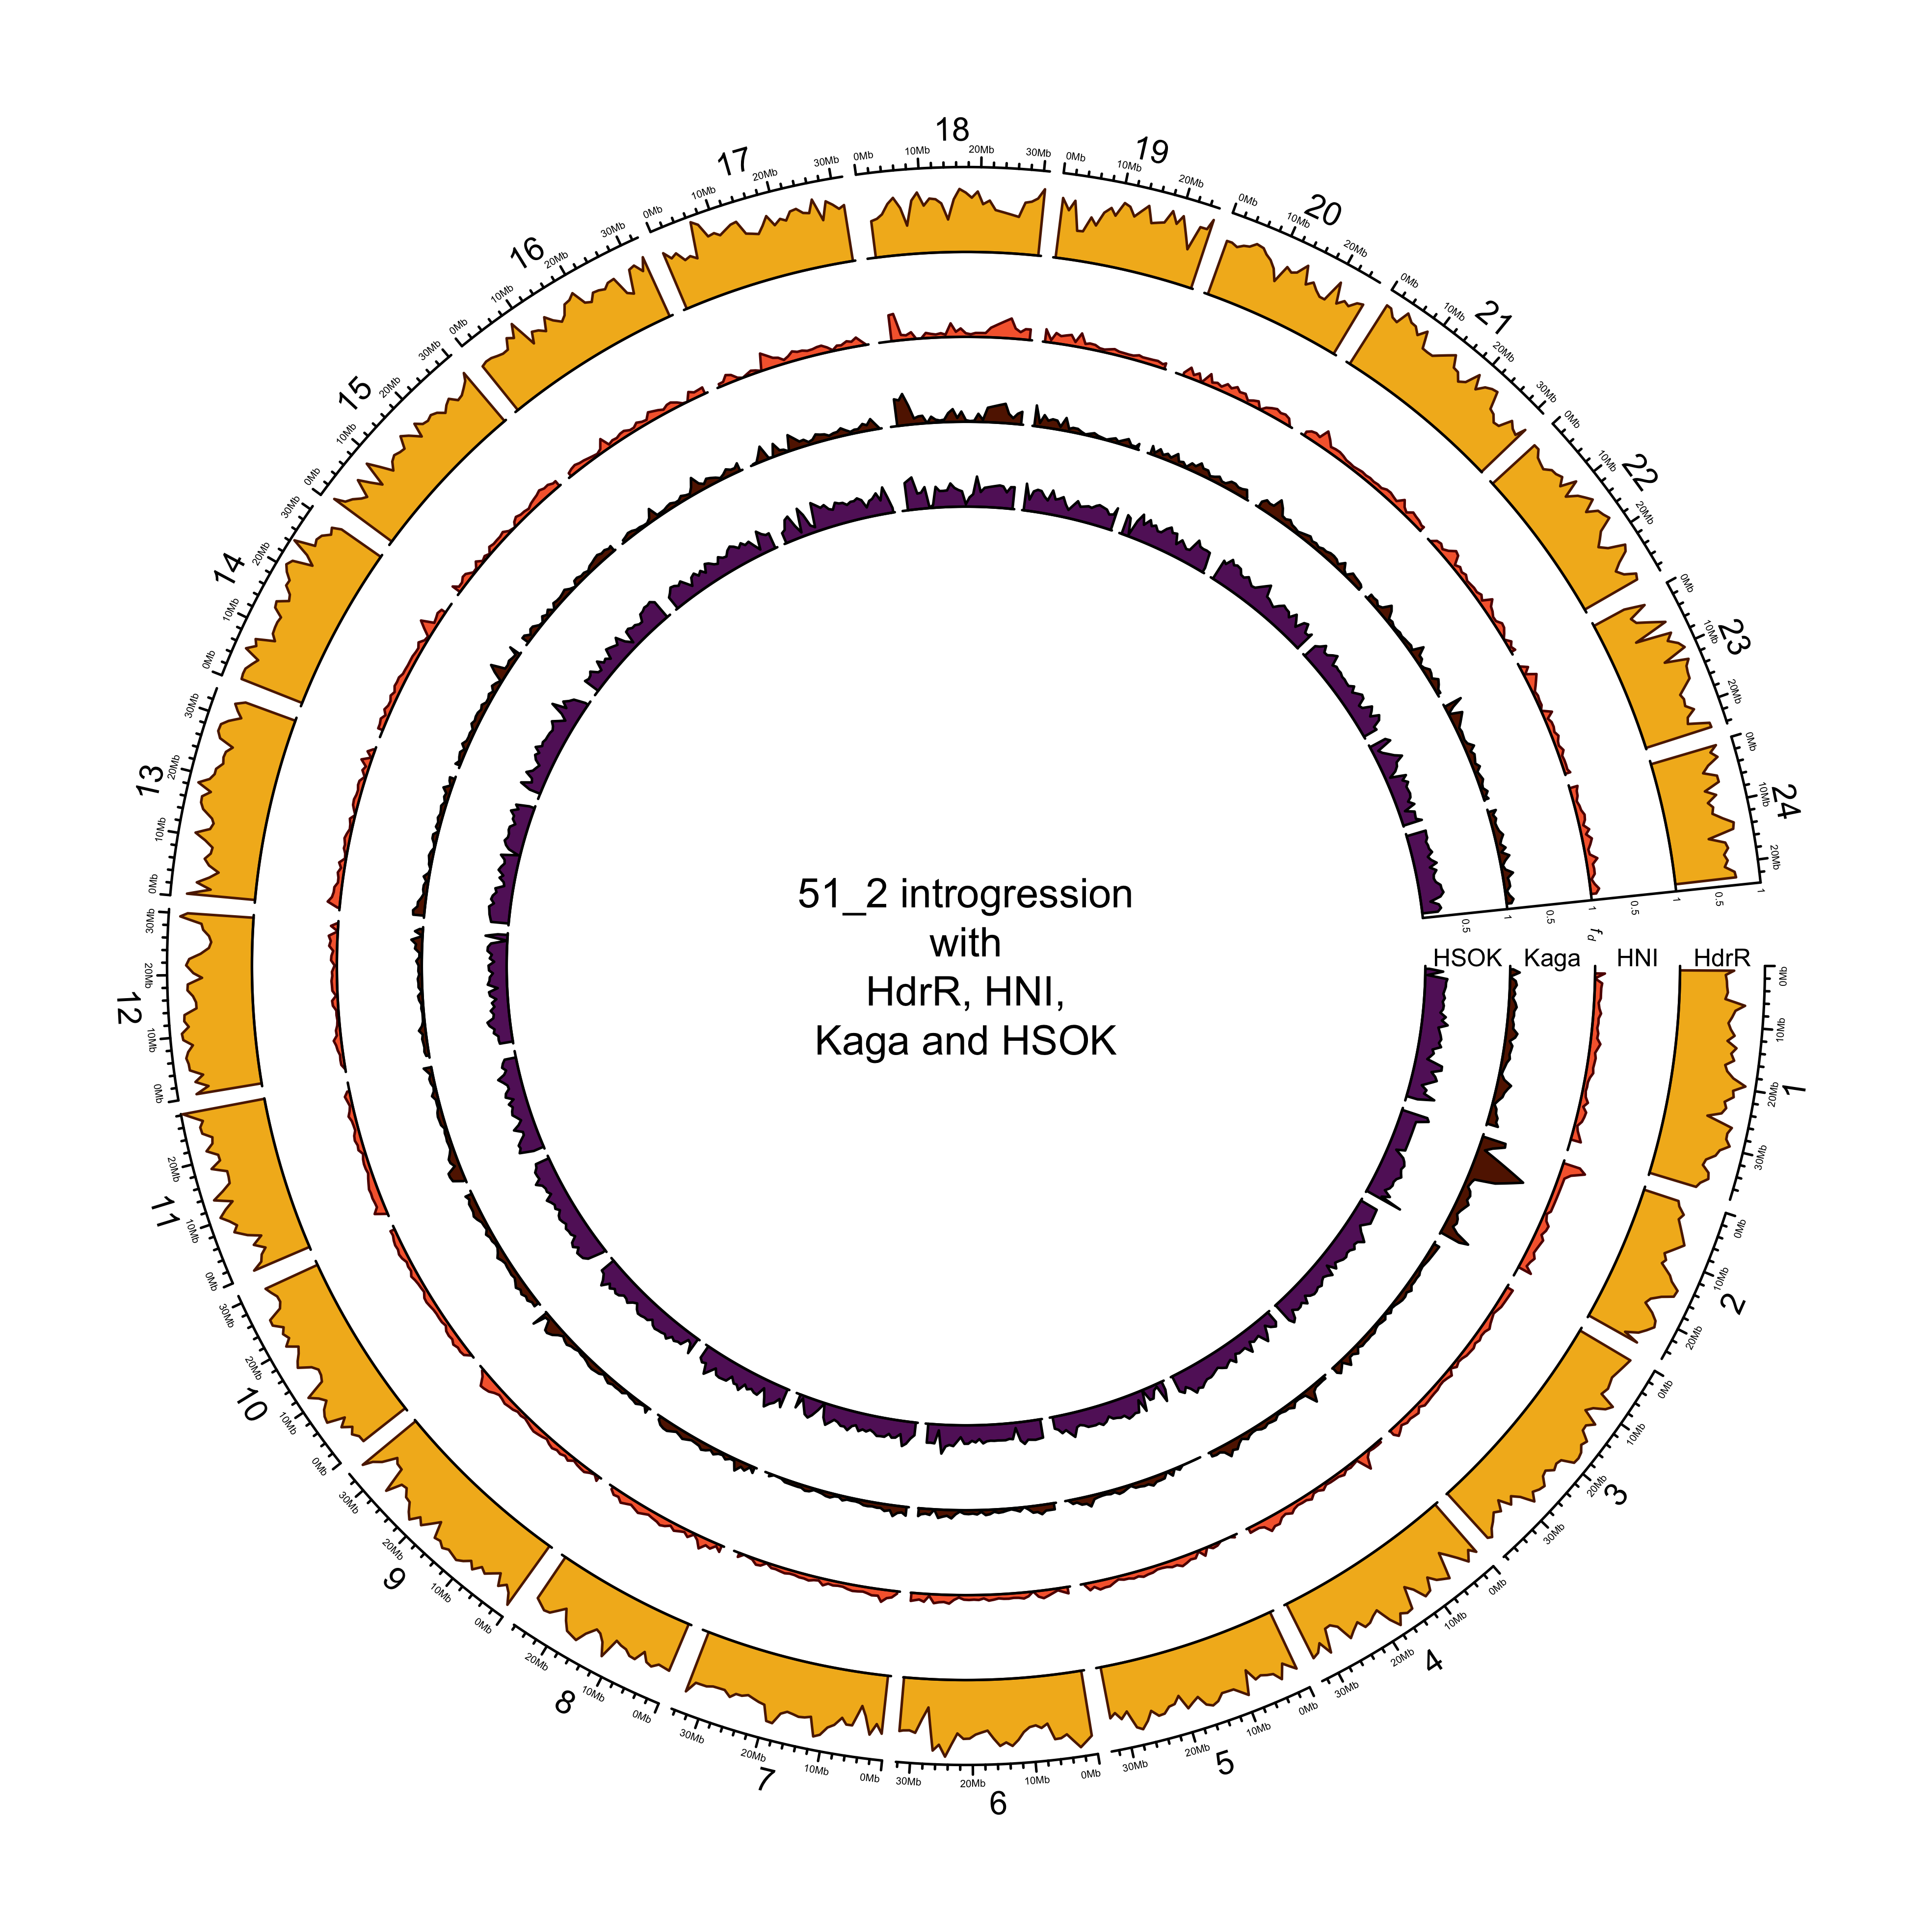 18
0Mb 10Mb 20Mb 30Mb
19
0Mb 10Mb 20Mb
20
0Mb 10Mb 20Mb
21
0Mb 10Mb 20Mb 30Mb
22
0Mb 10Mb 20Mb
23
0Mb 10Mb 20Mb
24
0Mb 10Mb 20Mb
0.5 1 0.5 1 0.5 1 0.5 1
fd
HSOK Kaga HNI HdrR
51_2 introgression
with
HdrR, HNI,
Kaga and HSOK
1
0Mb 10Mb 20Mb 30Mb
2
0Mb 10Mb 20Mb
3
0Mb 10Mb 20Mb 30Mb
4
0Mb 10Mb 20Mb 30Mb
5
0Mb 10Mb 20Mb 30Mb
6
0Mb 10Mb 20Mb 30Mb
7
0Mb 10Mb 20Mb 30Mb
8
0Mb 10Mb 20Mb
9
0Mb 10Mb 20Mb 30Mb
10
0Mb 10Mb 20Mb 30Mb
11
0Mb 10Mb 20Mb
12
0Mb 10Mb 20Mb 30Mb
13
0Mb 10Mb 20Mb 30Mb
14
0Mb 10Mb 20Mb 30Mb
15
0Mb 10Mb 20Mb 30Mb
16
0Mb 10Mb 20Mb 30Mb
17
0Mb 10Mb 20Mb 30Mb